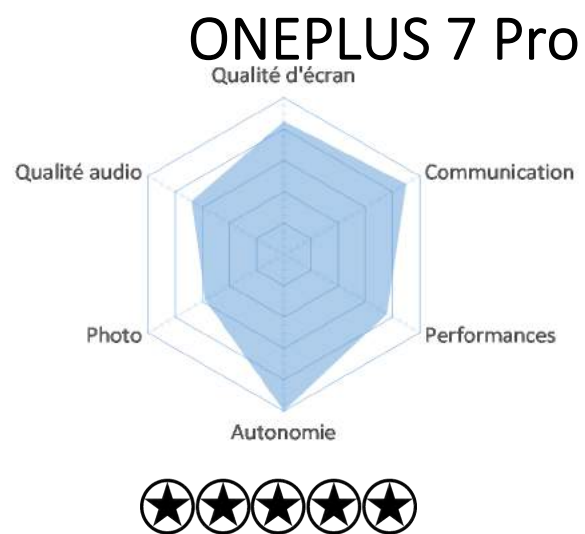 ONEPLUS 7 Pro
Qualité d'écran
Qualité audio
Communication
Photo
Performances
Autonomie